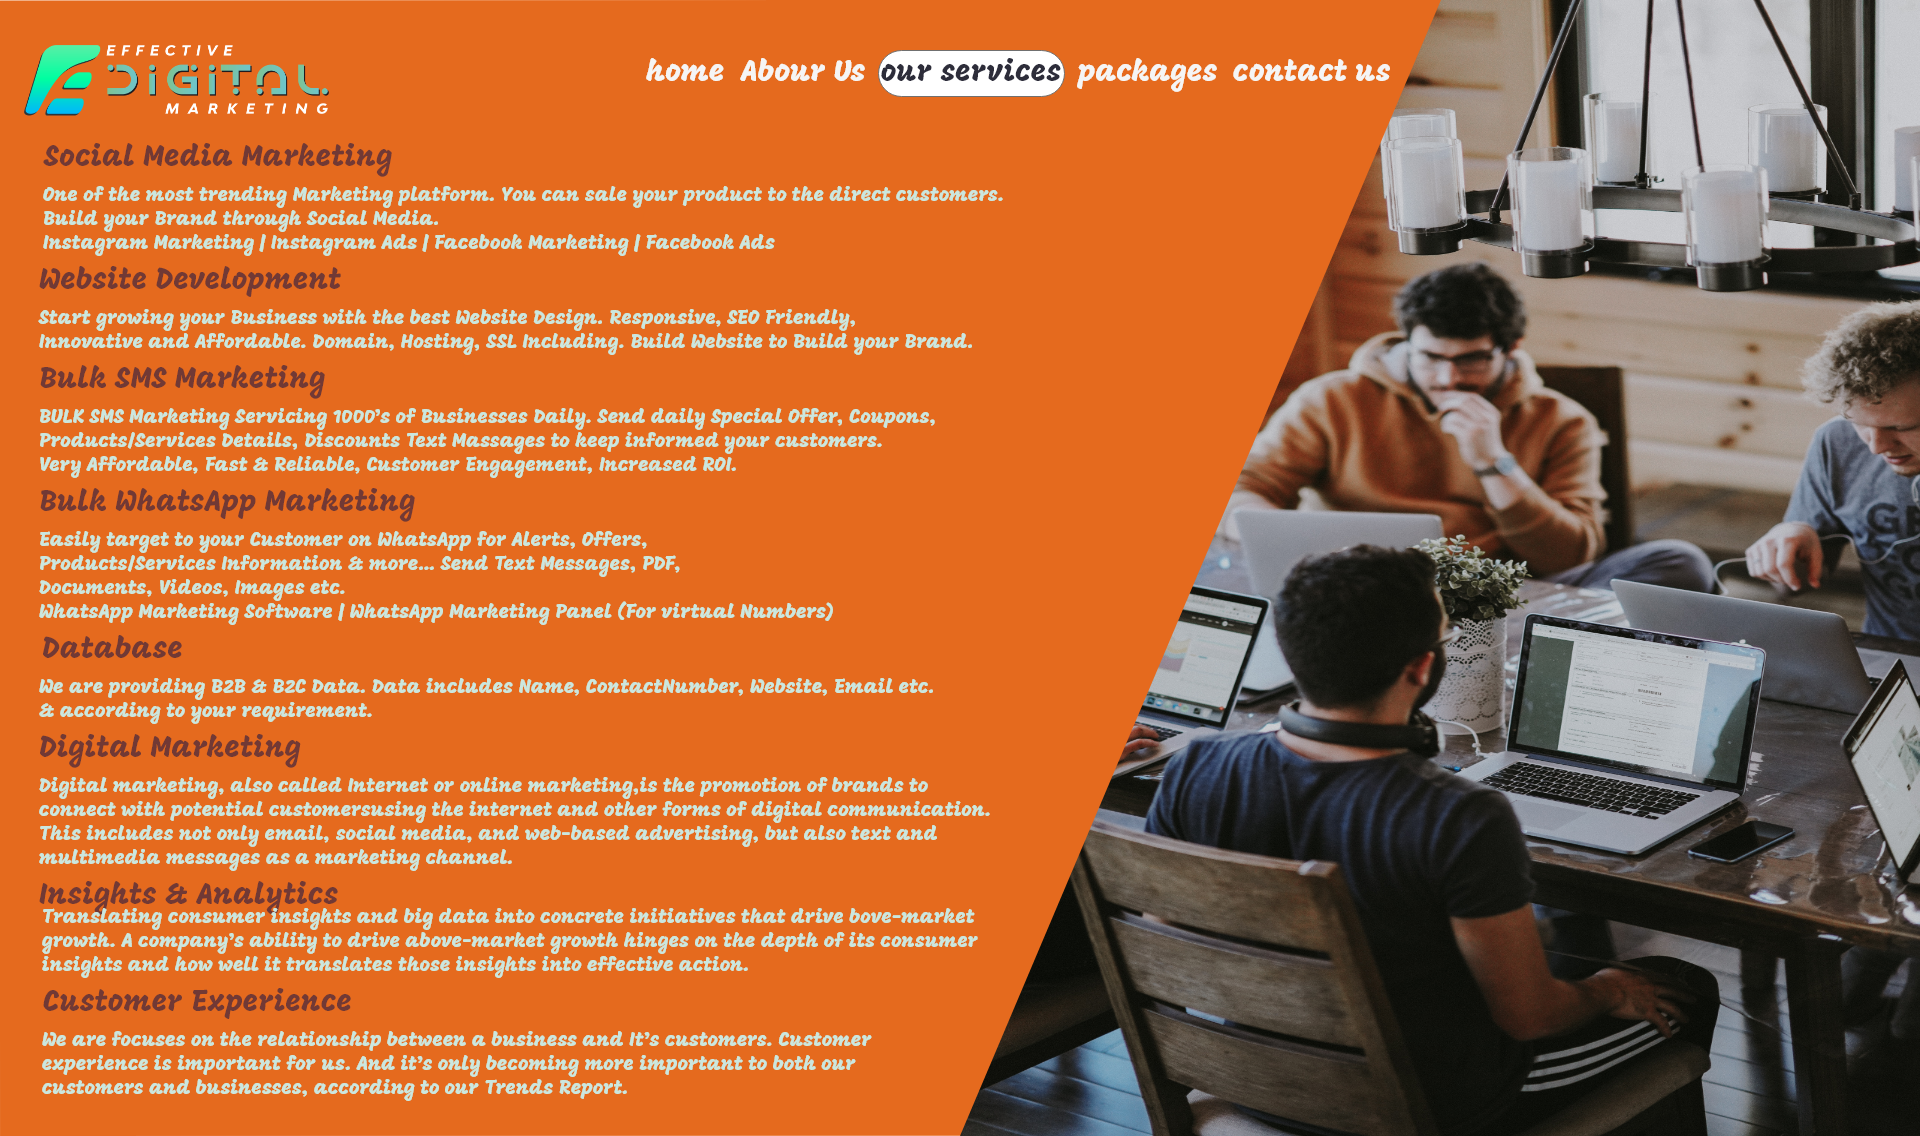 EFFECTIVE
DIGITAL
MARKETING
home Abour Us our services packages contact us
Social Media Marketing
One of the most trending Marketing platform. You can sale your product to the direct customers.
Build your Brand through Social Media.
Instagram Marketing | Instagram Ads | Facebook Marketing | Facebook Ads
Website Development
Start growing your Business with the best Website Design. Responsive, SEO Friendly,
Innovative and Affordable. Domain, Hosting, SSL Including. Build Website to Build your Brand.
Bulk SMS Marketing
BULK SMS Marketing Servicing 1000's of Businesses Daily. Send daily Special Offer, Coupons,
Products/Services Details, Discounts Text Massages to keep informed your customers.
Very Affordable, Fast & Reliable, Customer Engagement, Increased ROI.
Bulk WhatsApp Marketing
Easily target to your Customer on WhatsApp for Alerts, Offers,
Products/Services Information & more... Send Text Messages, PDF,
Documents, Videos, Images etc.
WhatsApp Marketing Software | WhatsApp Marketing Panel (For virtual Numbers)
Database
We are providing B2B & B2C Data. Data includes Name, ContactNumber, Website, Email etc.
& according to your requirement.
Digital Marketing
Digital marketing, also called Internet or online marketing,is the promotion of brands to
connect with potential customersusing the internet and other forms of digital communication.
This includes not only email, social media, and web-based advertising, but also text and
multimedia messages as a marketing channel.
Insights & Analytics
Translating consumer insights and big data into concrete initiatives that drive bove-market
growth. A company's ability to drive above-market growth hinges on the depth of its consumer
insights and how well it translates those insights into effective action.
Customer Experience
We are focuses on the relationship between a business and It's customers. Customer
experience is important for us. And it's only becoming more important to both our
customers and businesses, according to our Trends Report.